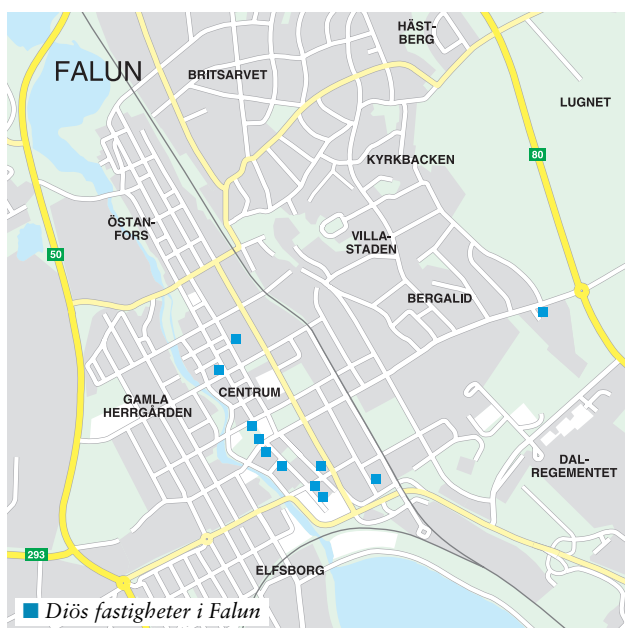 HÄST-
BERG
FALUN
BRITSARVET
LUGNET
80
KYRKBACKEN
ÖSTAN-
FORS
VILLA-
STADEN
50
BERGALID
CENTRUM
GAMLA
HERRGÅRDEN
DAL-
REGEMENTET
293
ELFSBORG
Diös fastigheter i Falun